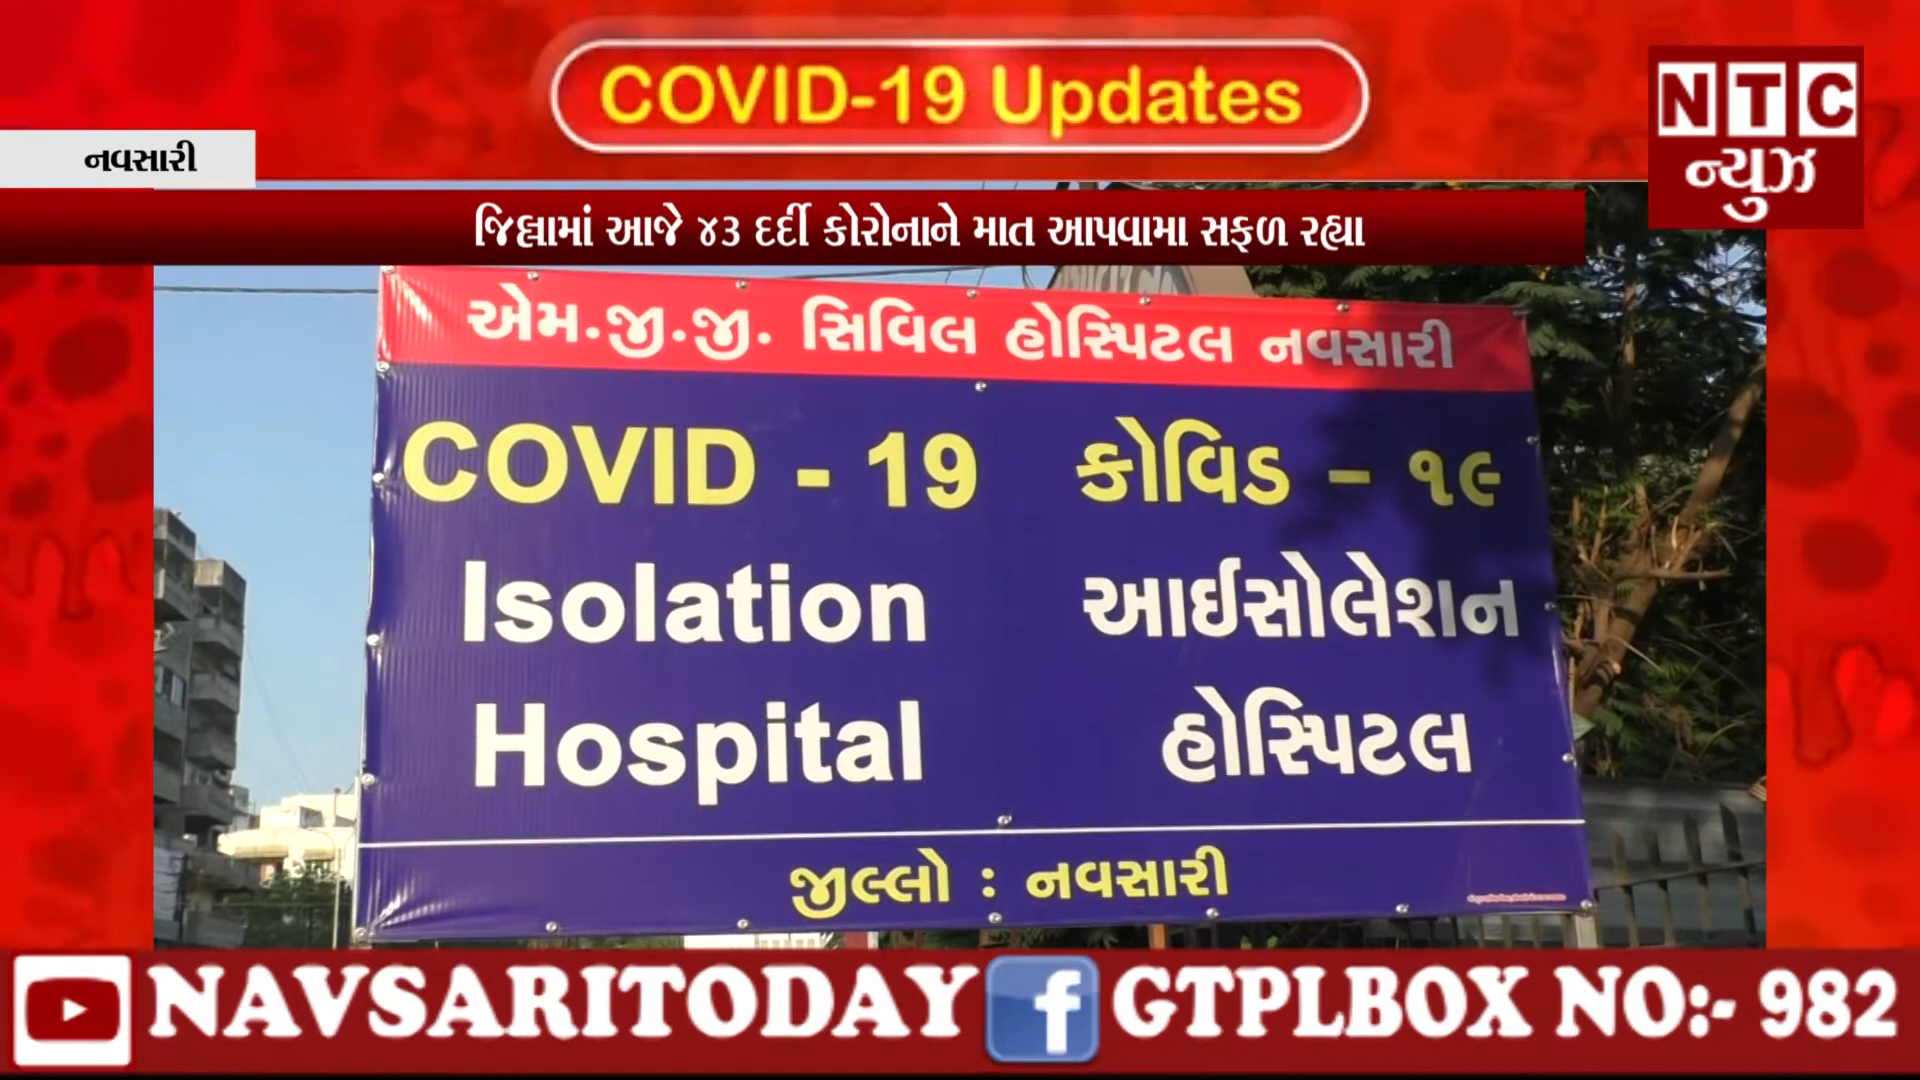 COVID-19 Updates
NTC
ન્યુઝ
નવસારી
જિલ્લામાં આજે ૪૩ દર્દી કોરોનાને માત આપવામા સફળ રહ્યા
એમ.જી.જી. સિવિલ હોસ્પિટલ નવસારી
COVID - 19 કોવિડ - ૧૯
Isolation આઈસોલેશન
Hospital હોસ્પિટલ
જીલ્લો : નવસારી
NAVSARITODAY f GTPLBOX NO:- 982